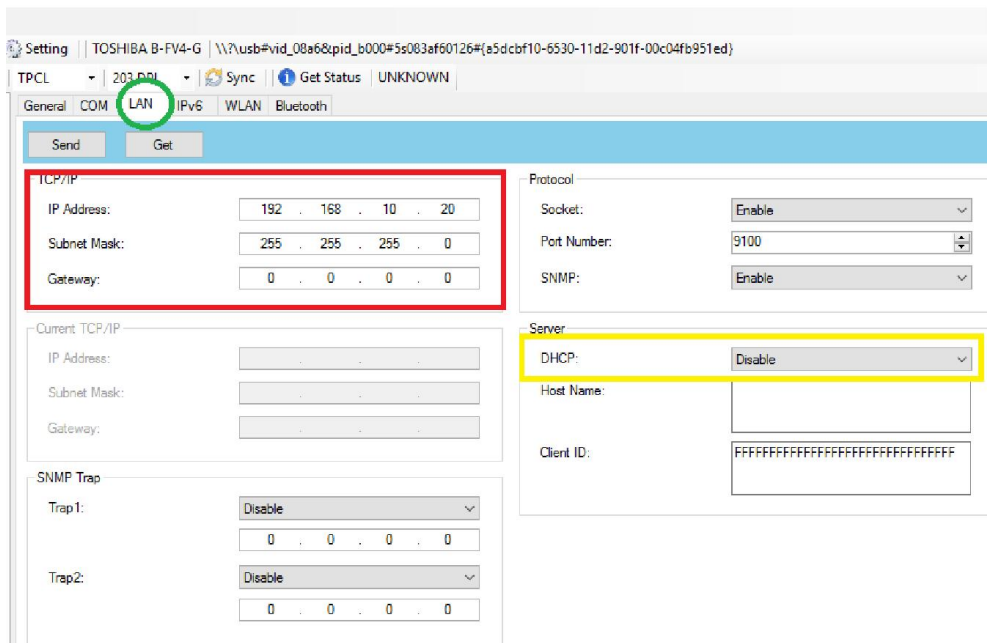 Setting TOSHIBA B-FV4-G \\?\usb#vid_08a6&pid_b000#5s083af60126#{a5dcbf10-6530-11d2-901f-00c04fb951ed}
TPCL 203 DPI Sync Get Status UNKNOWN
General COM LAN IPv6 WLAN Bluetooth
Send Get
TCP/IP
IP Address: 192 . 168 . 10 . 20
Subnet Mask: 255 . 255 . 255 . 0
Gateway: 0 . 0 . 0 . 0
Current TCP/IP
IP Address: . . .
Subnet Mask: . . .
Gateway: . . .
SNMP Trap
Trap1: Disable
0 . 0 . 0 . 0
Trap2: Disable
0 . 0 . 0 . 0
Protocol
Socket: Enable
Port Number: 9100
SNMP: Enable
Server
DHCP: Disable
Host Name:
Client ID: FFFFFFFFFFFFFFFFFFFFFFFFFFFFFFFF